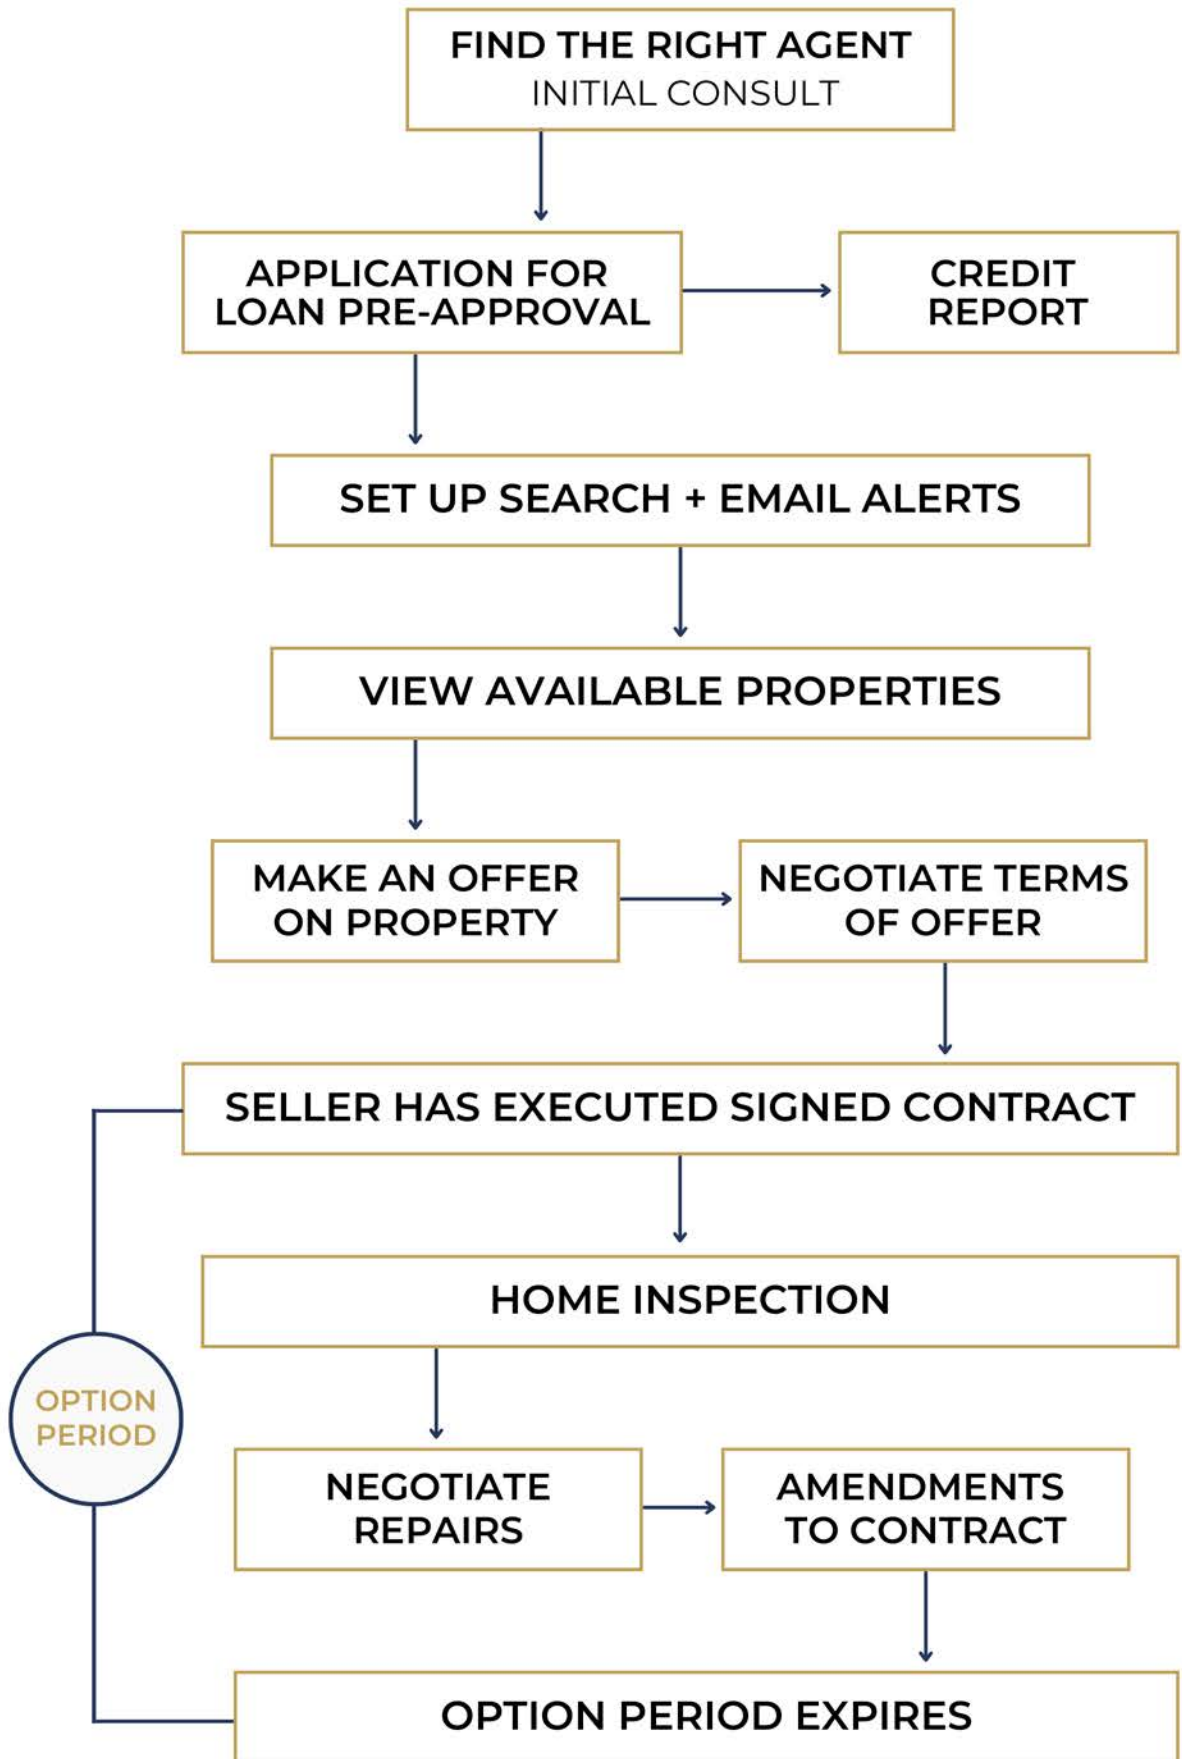 FIND THE RIGHT AGENT
INITIAL CONSULT
APPLICATION FOR
LOAN PRE-APPROVAL
CREDIT
REPORT
SET UP SEARCH + EMAIL ALERTS
VIEW AVAILABLE PROPERTIES
MAKE AN OFFER
ON PROPERTY
NEGOTIATE TERMS
OF OFFER
SELLER HAS EXECUTED SIGNED CONTRACT
HOME INSPECTION
OPTION
PERIOD
NEGOTIATE
REPAIRS
AMENDMENTS
TO CONTRACT
OPTION PERIOD EXPIRES